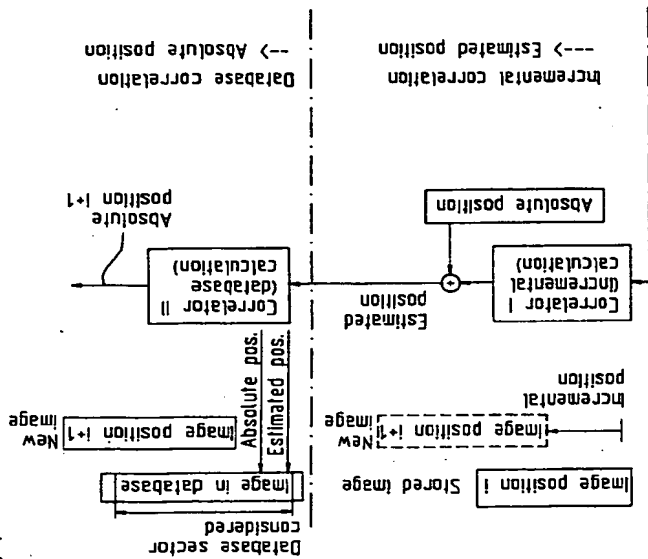 Image position i Stored image
Image position i+1 New
image
Incremental
position
Correlator I
(incremental
calculation)
+
Estimated
position
Absolute position
Incremental correlation
---> Estimated position
Database sector
considered
Image in database
Image position i+1 New
image
Estimated pos.
Absolute pos.
Correlator II
(database
calculation)
Absolute
position i+1
Database correlation
--> Absolute position